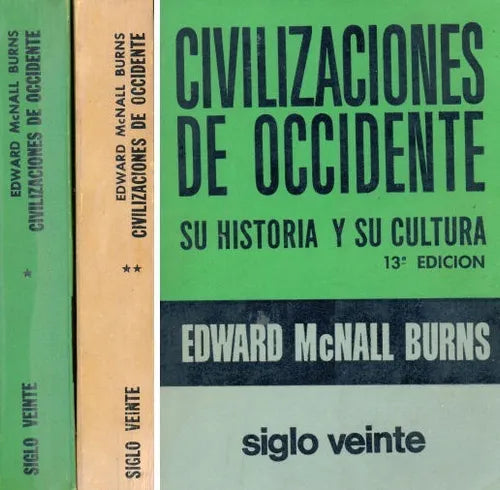 EDWARD McNALL BURNS
CIVILIZACIONES DE OCCIDENTE
*
SIGLO VEINTE
EDWARD McNALL BURNS
CIVILIZACIONES DE OCCIDENTE
**
SIGLO VEINTE
CIVILIZACIONES
DE OCCIDENTE
SU HISTORIA Y SU CULTURA
13ª EDICION
EDWARD McNALL BURNS
siglo veinte